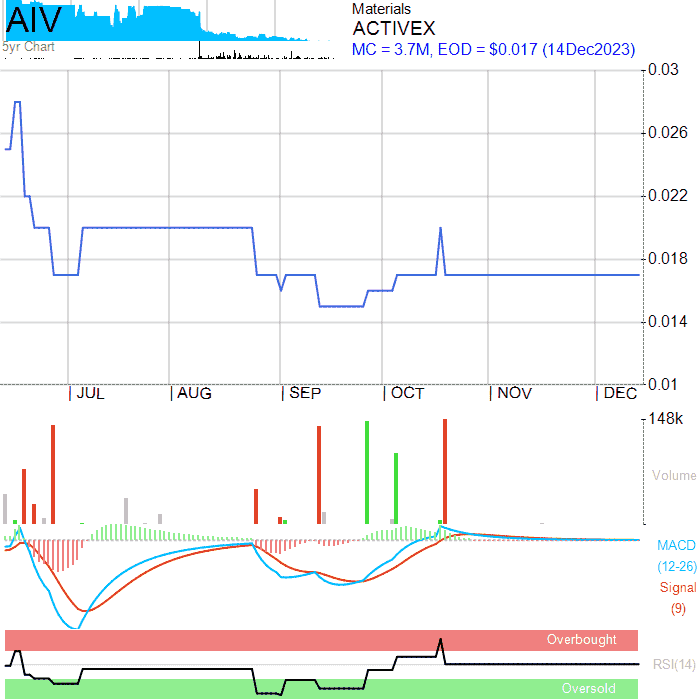 AIV
5yr Chart
Materials
ACTIVEX
MC = 3.7M, EOD = $0.017 (14Dec2023)
0.03
0.026
0.022
0.018
0.014
0.01
JUL AUG SEP OCT NOV DEC
148k
Volume
MACD
(12-26)
Signal
(9)
Overbought
RSI(14)
Oversold